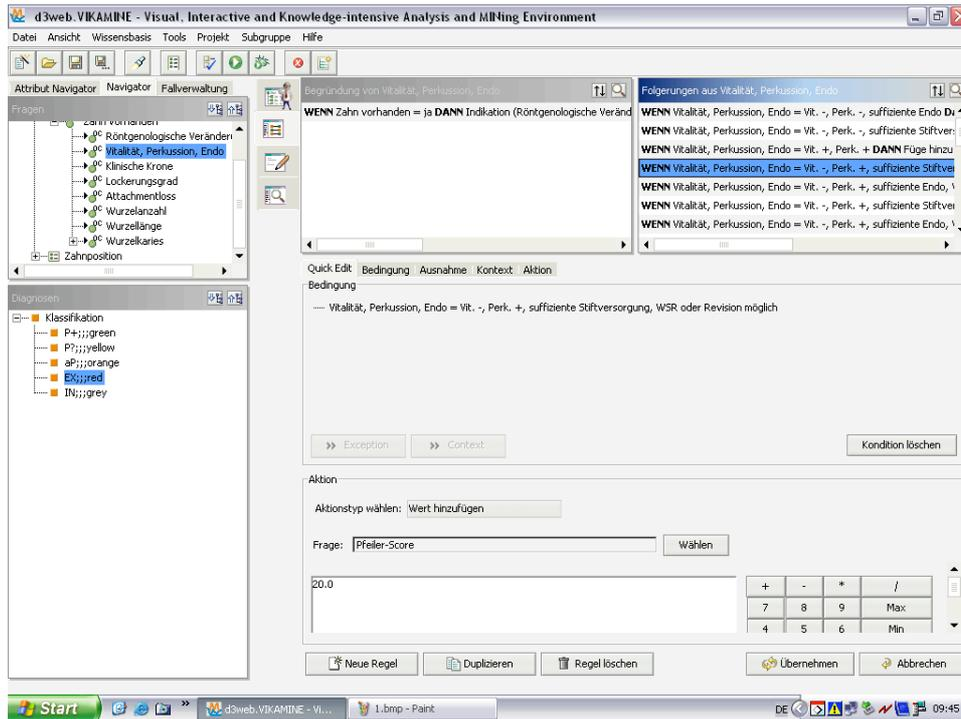 d3web.VIKAMINE - Visual, Interactive and Knowledge-intensive Analysis and MINing Environment
Datei Ansicht Wissensbasis Tools Projekt Subgruppe Hilfe
Attribut Navigator Navigator Fallverwaltung
Fragen
Zahn vorhanden
Röntgenologische Verändern
Vitalität, Perkussion, Endo
Klinische Krone
Lockerungsgrad
Attachmentloss
Wurzelanzahl
Wurzellänge
Wurzelkaries
Zahnposition
Diagnosen
Klassifikation
P+;;;green
P?;;;yellow
aP;;;orange
EX;;;red
IN;;;grey
Begründung von Vitalität, Perkussion, Endo
WENN Zahn vorhanden = ja DANN Indikation (Röntgenologische Veränd
Folgerungen aus Vitalität, Perkussion, Endo
WENN Vitalität, Perkussion, Endo = Vit. -, Perk. -, suffiziente Endo DA
WENN Vitalität, Perkussion, Endo = Vit. -, Perk. -, suffiziente Stiftver
WENN Vitalität, Perkussion, Endo = Vit. +, Perk. + DANN Füge hinzu
WENN Vitalität, Perkussion, Endo = Vit. -, Perk. +, suffiziente Stiftve
WENN Vitalität, Perkussion, Endo = Vit. -, Perk. +, suffiziente Endo,
WENN Vitalität, Perkussion, Endo = Vit. -, Perk. +, suffiziente Stiftve
WENN Vitalität, Perkussion, Endo = Vit. -, Perk. +, suffiziente Endo,
Quick Edit Bedingung Ausnahme Kontext Aktion
Bedingung
Vitalität, Perkussion, Endo = Vit. -, Perk. +, suffiziente Stiftversorgung, WSR oder Revision möglich
>> Exception >> Context Kondition löschen
Aktion
Aktionstyp wählen: Wert hinzufügen
Frage: Pfeiler-Score Wählen
20.0
+ - * /
7 8 9 Max
4 5 6 Min
Neue Regel Duplizieren Regel löschen Übernehmen Abbrechen
Start » d3web.VIKAMINE - Vi... 1.bmp - Paint DE 09:45